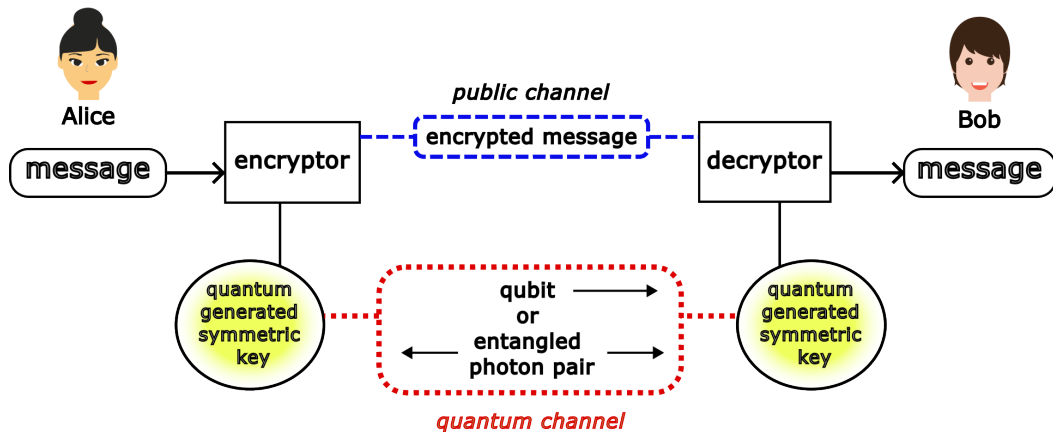 Alice
Bob
public channel
message
encryptor
encrypted message
decryptor
message
quantum
generated
symmetric
key
qubit
or
entangled
photon pair
quantum
generated
symmetric
key
quantum channel